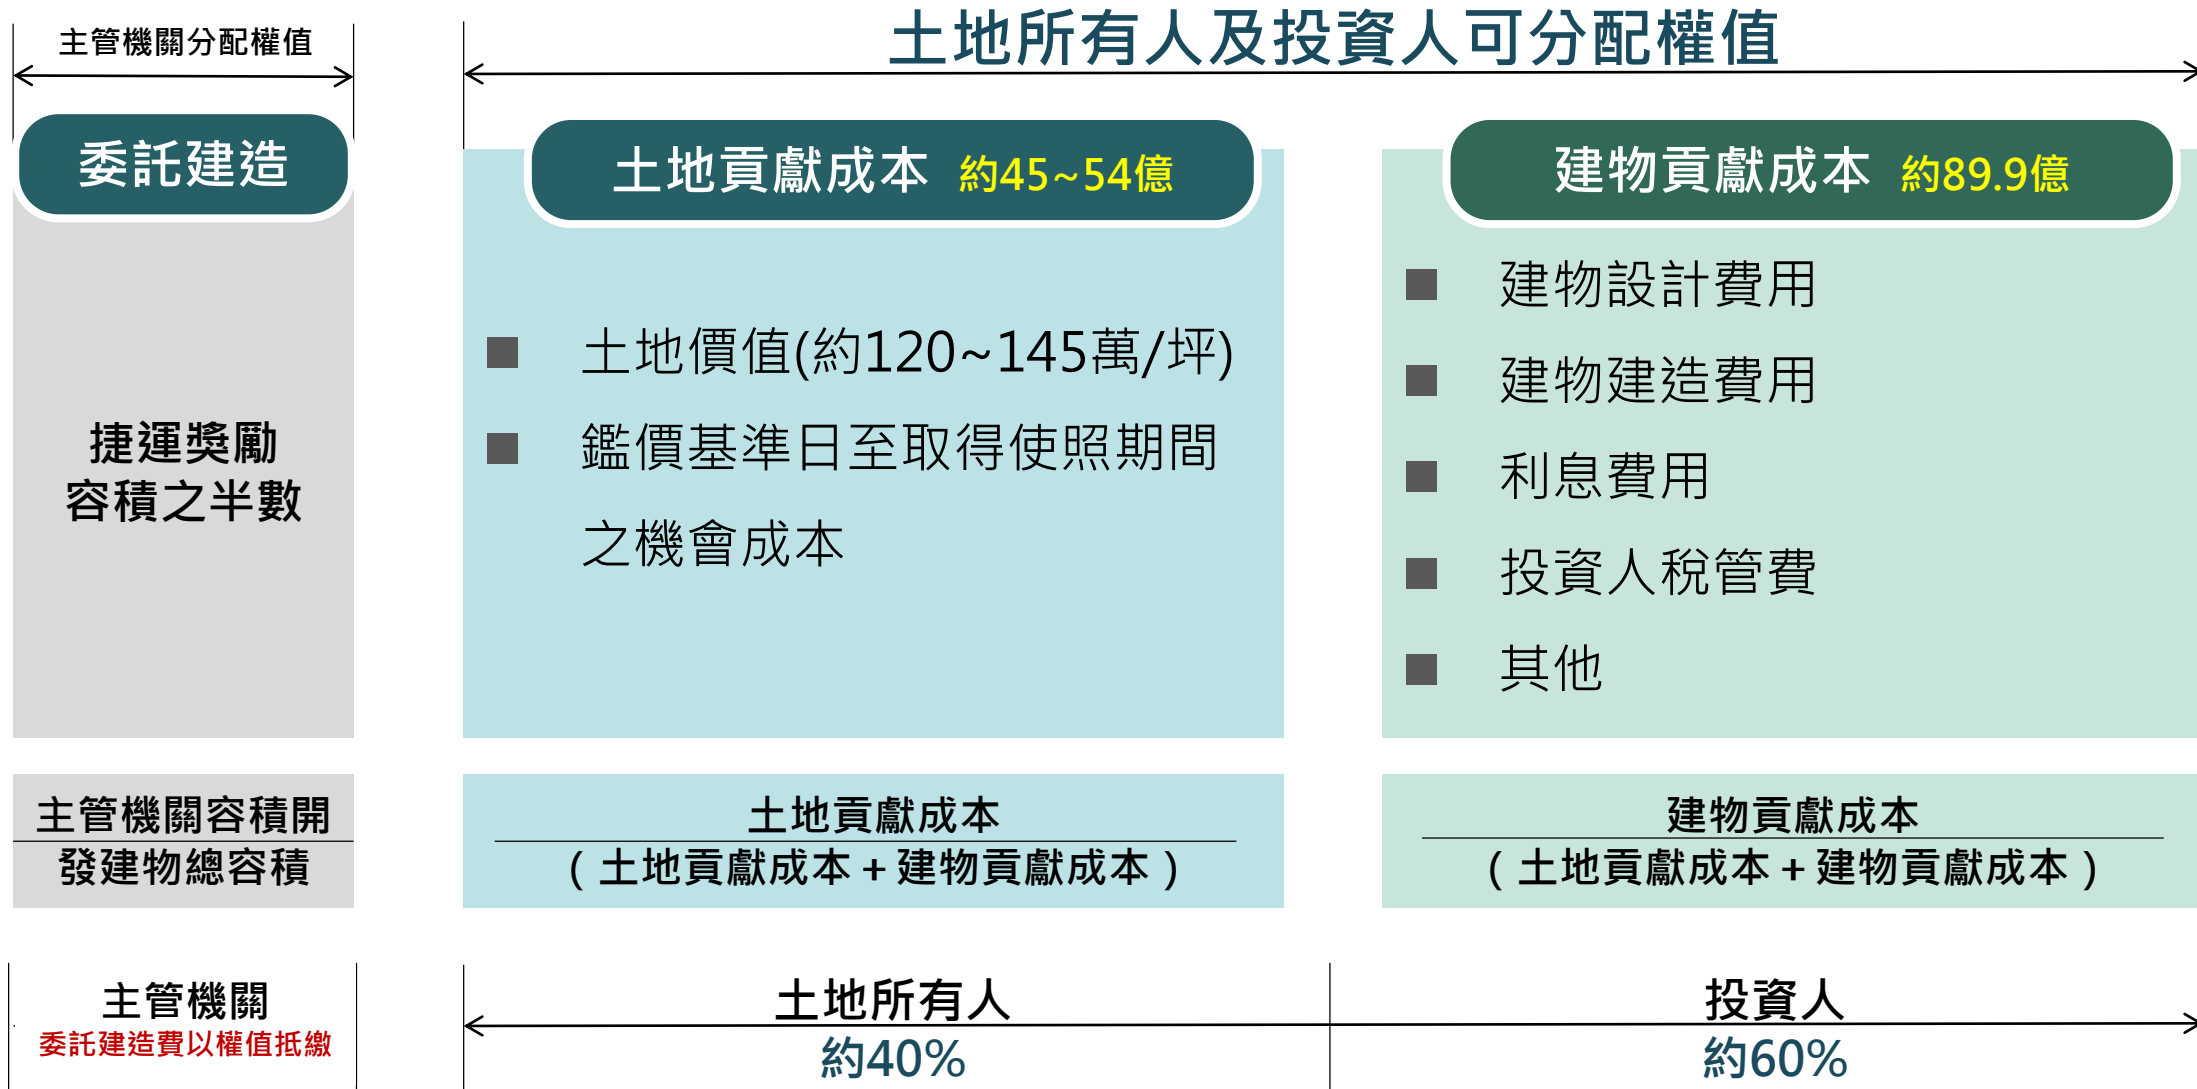 主管機關分配權值
土地所有人及投資人可分配權值
委託建造
捷運獎勵
容積之半數
土地貢獻成本 約45~54億
■ 土地價值(約120~145萬/坪)
■ 鑑價基準日至取得使照期間
之機會成本
建物貢獻成本 約89.9億
■ 建物設計費用
■ 建物建造費用
■ 利息費用
■ 投資人稅管費
■ 其他
主管機關容積開
發建物總容積
土地貢獻成本
( 土地貢獻成本 + 建物貢獻成本 )
建物貢獻成本
( 土地貢獻成本 + 建物貢獻成本 )
主管機關
委託建造費以權值抵繳
土地所有人
約40%
投資人
約60%